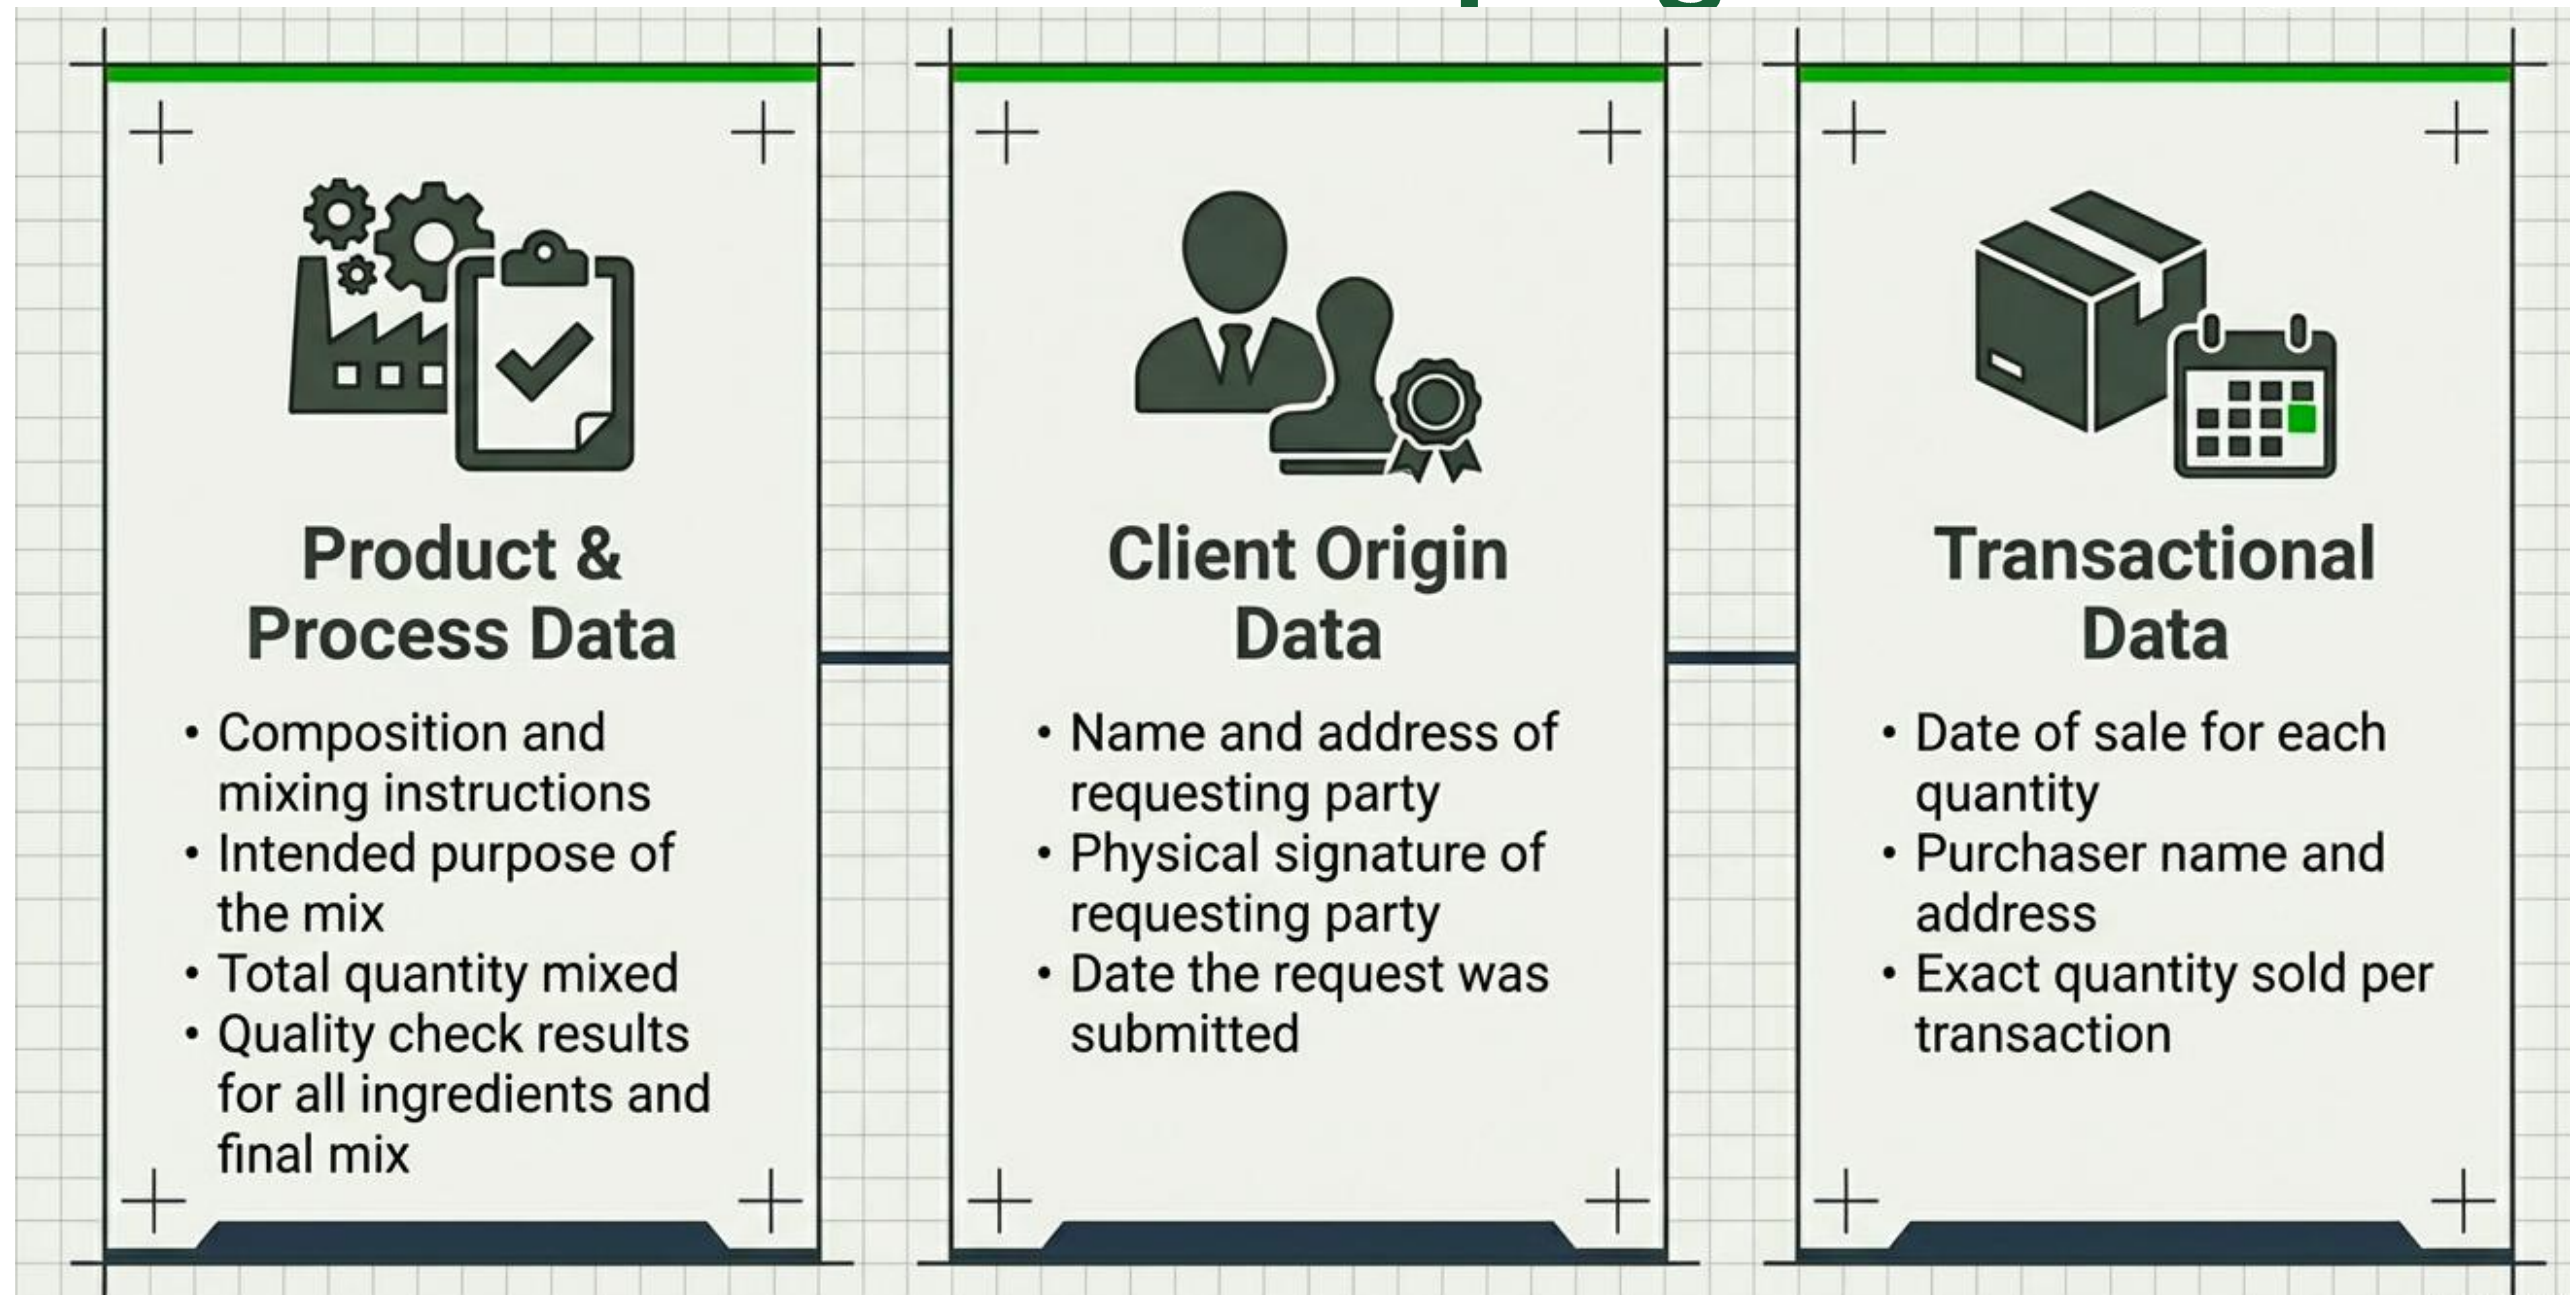 Product &
Process Data
• Composition and
mixing instructions
• Intended purpose of
the mix
• Total quantity mixed
• Quality check results
for all ingredients and
final mix
Client Origin
Data
• Name and address of
requesting party
• Physical signature of
requesting party
• Date the request was
submitted
Transactional
Data
• Date of sale for each
quantity
• Purchaser name and
address
• Exact quantity sold per
transaction